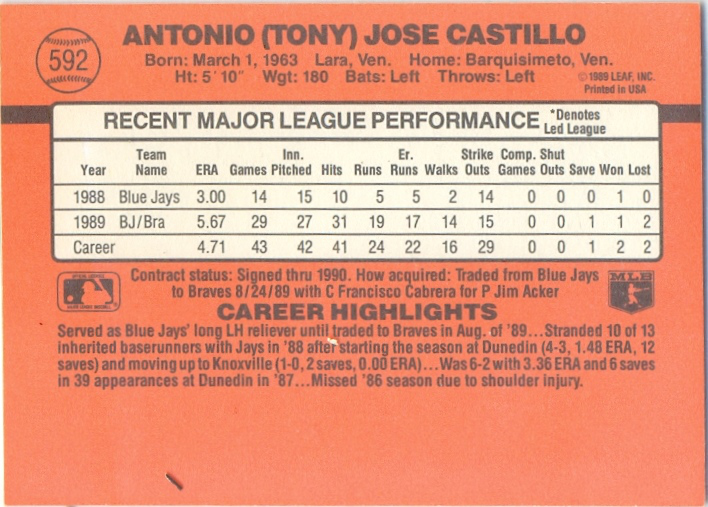 592
ANTONIO (TONY) JOSE CASTILLO
Born: March 1, 1963 Lara, Ven. Home: Barquisimeto, Ven.
Ht: 5' 10" Wgt: 180 Bats: Left Throws: Left
©1989 LEAF, INC.
Printed in USA
RECENT MAJOR LEAGUE PERFORMANCE *Denotes Led League
Year Team Name ERA Games Inn. Pitched Hits Runs Er. Runs Walks Strike Outs Comp. Games Shut Outs Save Won Lost
1988 Blue Jays 3.00 14 15 10 5 5 2 14 0 0 0 1 0
1989 BJ/Bra 5.67 29 27 31 19 17 14 15 0 0 1 1 2
Career 4.71 43 42 41 24 22 16 29 0 0 1 2 2
Contract status: Signed thru 1990. How acquired: Traded from Blue Jays
to Braves 8/24/89 with C Francisco Cabrera for P Jim Acker
MLB
CAREER HIGHLIGHTS
Served as Blue Jays' long LH reliever until traded to Braves in Aug. of '89...Stranded 10 of 13
inherited baserunners with Jays in '88 after starting the season at Dunedin (4-3, 1.48 ERA, 12
saves) and moving up to Knoxville (1-0, 2 saves, 0.00 ERA)...Was 6-2 with 3.36 ERA and 6 saves
in 39 appearances at Dunedin in '87...Missed '86 season due to shoulder injury.